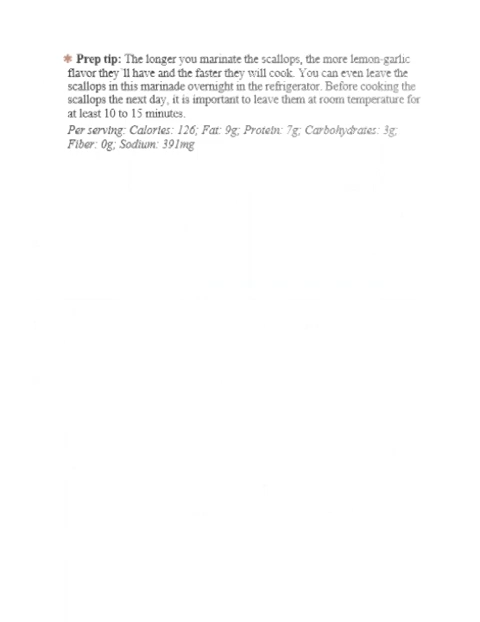 * Prep tip: The longer you marinate the scallops, the more lemon-garlic
flavor they'll have and the faster they will cook. You can even leave the
scallops in this marinade overnight in the refrigerator. Before cooking the
scallops the next day, it is important to leave them at room temperature for
at least 10 to 15 minutes.
Per serving: Calories: 126; Fat: 9g; Protein: 7g; Carbohydrates: 3g;
Fiber: 0g; Sodium: 391mg